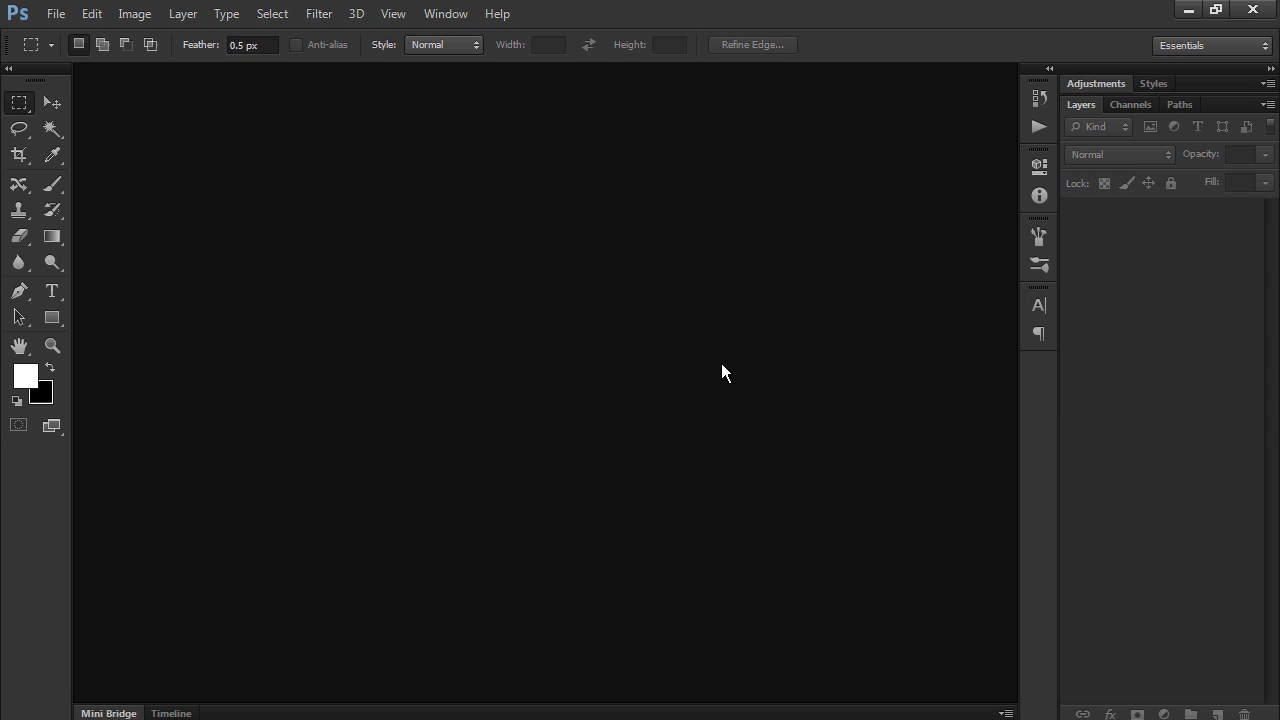 Ps File Edit Image Layer Type Select Filter 3D View Window Help
Feather: 0.5 px Anti-alias Style: Normal Width: Height: Refine Edge... Essentials
Adjustments Styles
Layers Channels Paths
Kind T
Normal Opacity:
Lock: Fill:
T
A
¶
fx
Mini Bridge Timeline